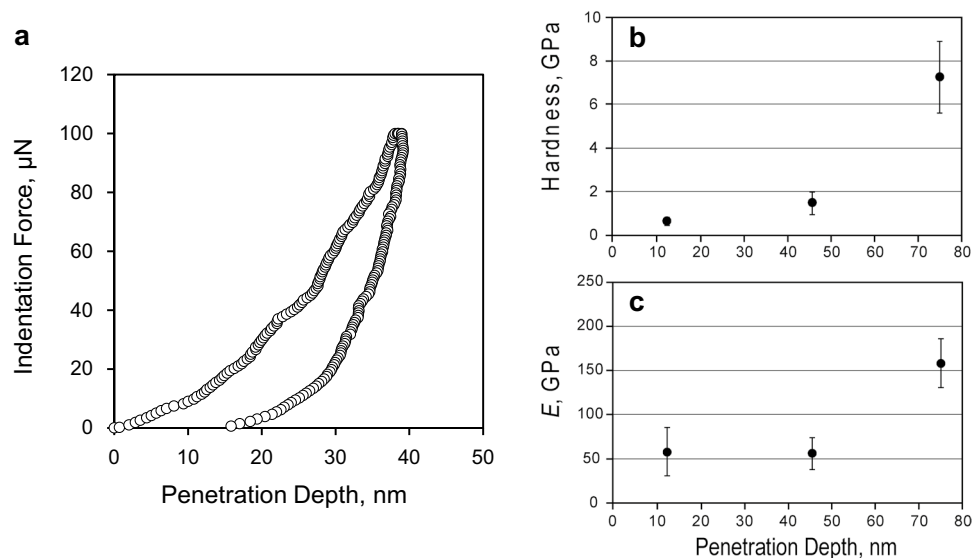 a
120
100
80
60
40
20
0
Indentation Force, µN
0 10 20 30 40 50
Penetration Depth, nm
b
10
8
6
4
2
0
Hardness, GPa
0 10 20 30 40 50 60 70 80
c
250
200
150
100
50
0
E, GPa
0 10 20 30 40 50 60 70 80
Penetration Depth, nm